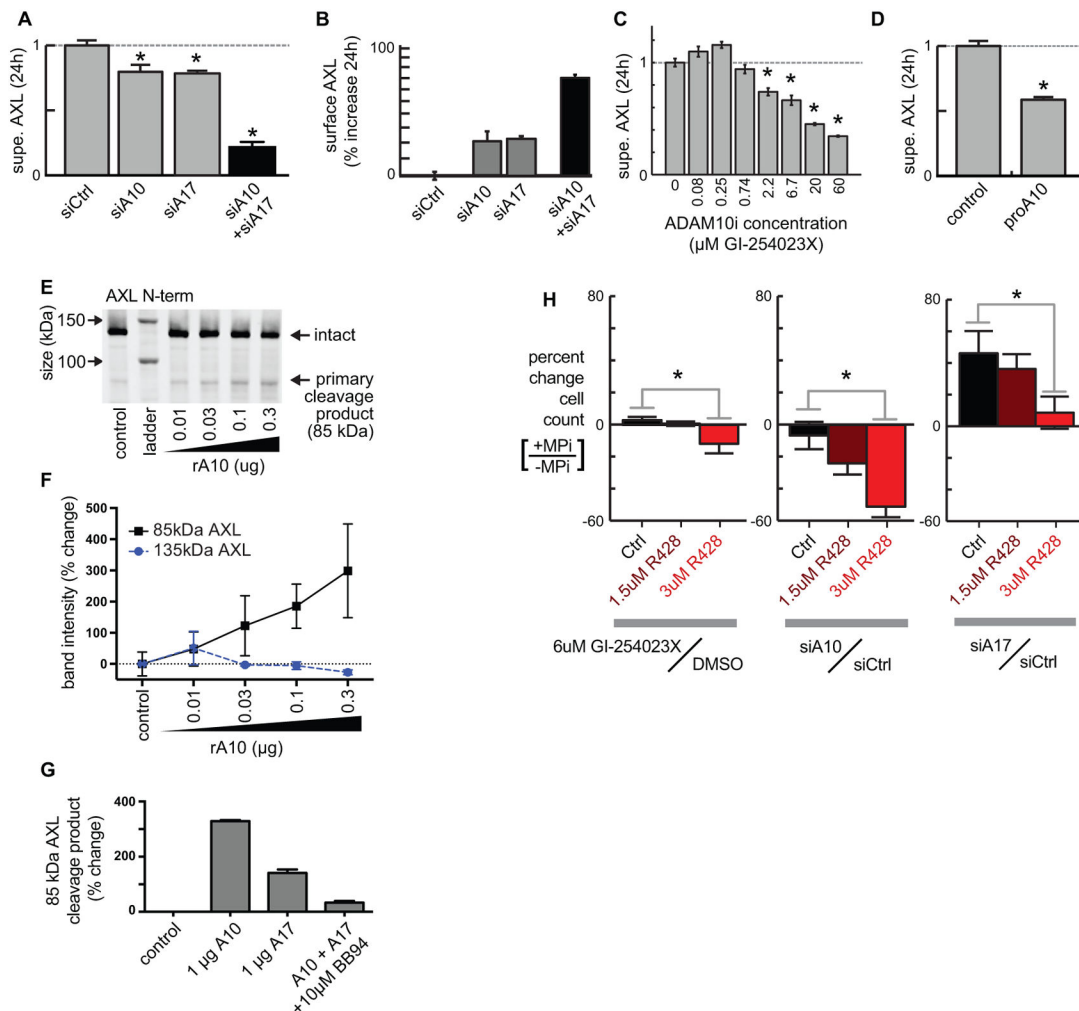 A
supe. AXL (24h)
1
0
*
*
*
siCtrl
siA10
siA17
siA10
+siA17
B
surface AXL
(% increase 24h)
100
0
siCtrl
siA10
siA17
siA10
+siA17
C
supe. AXL (24h)
1
0
*
*
*
*
0
0.08
0.25
0.74
2.2
6.7
20
60
ADAM10i concentration
(µM GI-254023X)
D
supe. AXL (24h)
1
0
*
control
proA10
E
AXL N-term
size (kDa)
150
100
intact
primary
cleavage
product
(85 kDa)
control
ladder
0.01
0.03
0.1
0.3
rA10 (ug)
F
band intensity (% change)
500
400
300
200
100
0
85kDa AXL
135kDa AXL
control
0.01
0.03
0.1
0.3
rA10 (µg)
G
85 kDa AXL
cleavage product
(% change)
400
200
0
control
1 µg A10
1 µg A17
A10 + A17
+10µM BB94
H
percent
change
cell
count
[+MPi
-MPi]
80
0
-60
*
Ctrl
1.5uM R428
3uM R428
6uM GI-254023X
DMSO
80
0
-60
*
Ctrl
1.5uM R428
3uM R428
siA10
siCtrl
80
0
-60
*
Ctrl
1.5uM R428
3uM R428
siA17
siCtrl